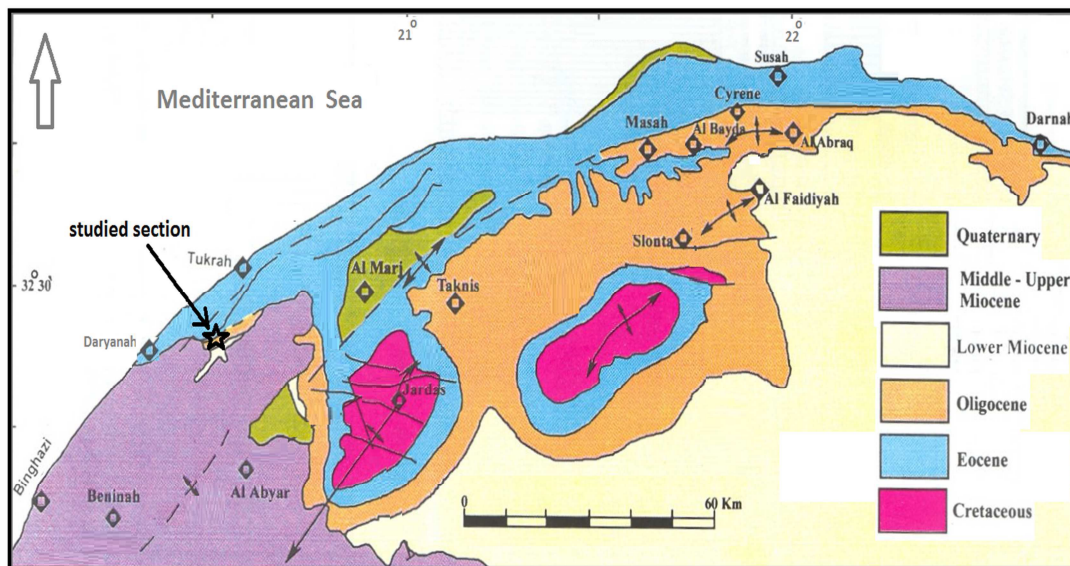 21°
22
Susah
Mediterranean Sea
Cyrene
Masah
Al Bayda
Al Abraq
Darnah
Al Faidiyah
studied section
Slonta
Tukrah
Al Marj
32°30
Taknis
Daryanah
Jardas
Binghazi
Beninah
Al Abyar
0
60 Km
Quaternary
Middle - Upper
Miocene
Lower Miocene
Oligocene
Eocene
Cretaceous